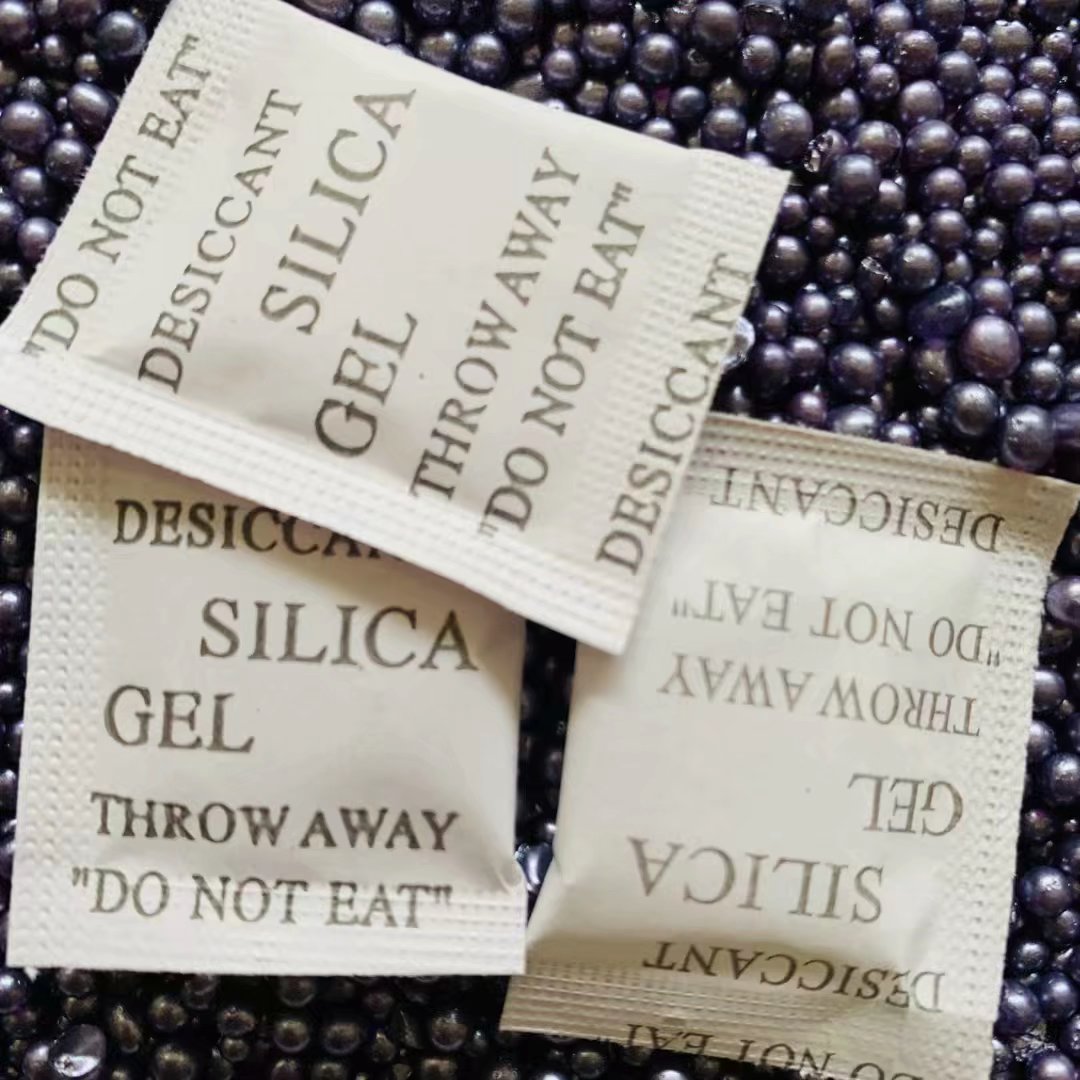 "DO NOT EAT"
DESICCANT
SILICA
GEL
THROW AWAY
"DO NOT EAT"
DESICCANT
SILICA
GEL
THROW AWAY
"DO NOT EAT"
DESICCANT
"DO NOT EAT"
THROW AWAY
GEL
SILICA
DESICCANT
NOT